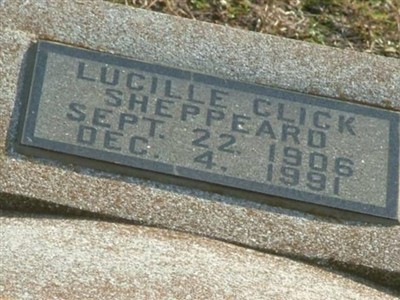 LUCILLE CLICK
SHEPPEARD
SEPT. 22. 1906
DEC. 4. 1991